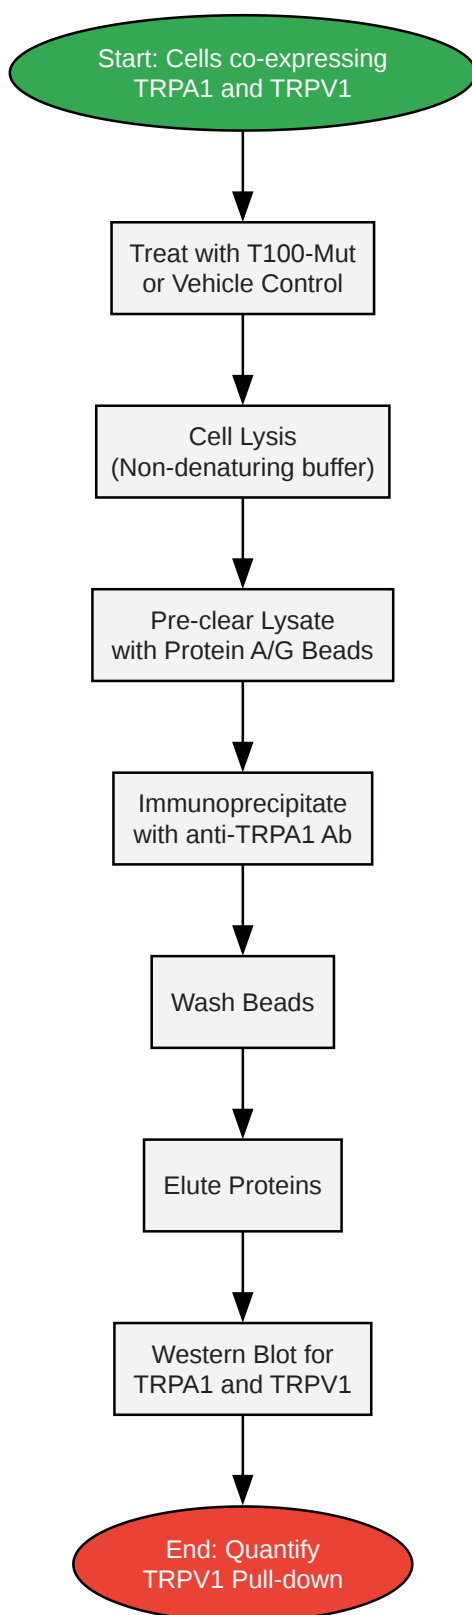 Start: Cells co-expressing
TRPA1 and TRPV1
Treat with T100-Mut
or Vehicle Control
Cell Lysis
(Non-denaturing buffer)
Pre-clear Lysate
with Protein A/G Beads
Immunoprecipitate
with anti-TRPA1 Ab
Wash Beads
Elute Proteins
Western Blot for
TRPA1 and TRPV1
End: Quantify
TRPV1 Pull-down